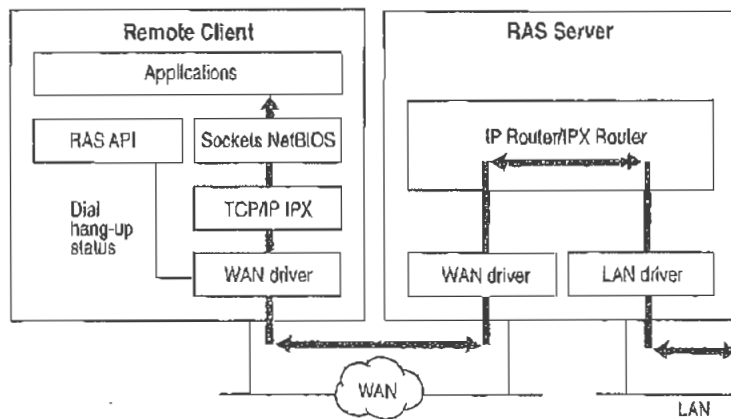 Remote Client
Applications
RAS API
Sockets NetBIOS
TCP/IP IPX
Dial
hang-up
status
WAN driver
RAS Server
IP Router/IPX Router
WAN driver
LAN driver
WAN
LAN